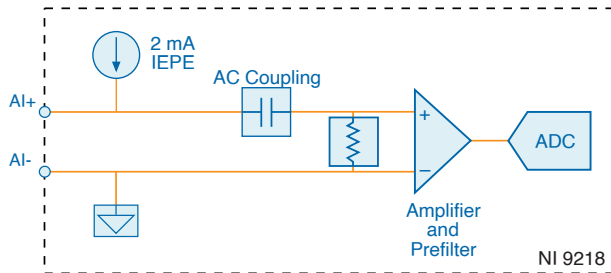 2 mA
IEPE
AC Coupling
AI+
+
ADC
AI-
−
Amplifier
and
Prefilter
NI 9218